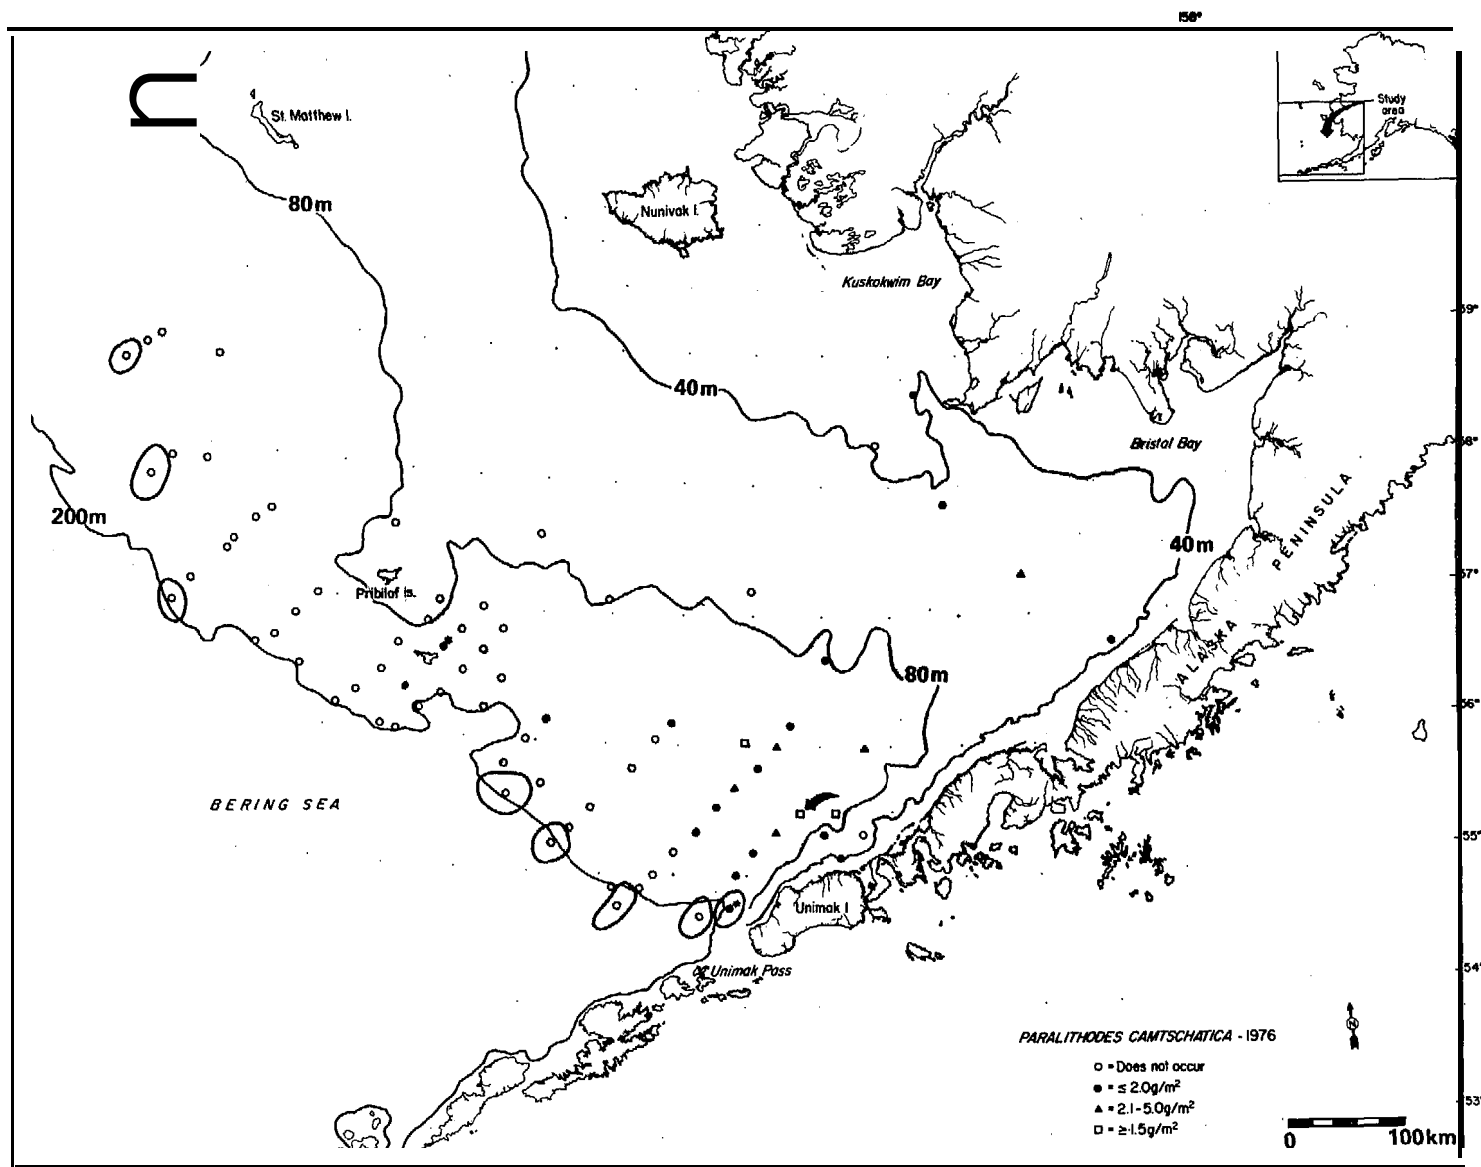 158°
n
St. Matthew I.
Study
area
80m
Nunivak I.
Kuskokwim Bay
59°
40m
Bristol Bay
58°
200m
PENINSULA
40m
57°
Pribilof Is.
ALASKA
80m
56°
BERING SEA
55°
Unimak I
Unimak Pass
54°
N
PARALITHODES CAMTSCHATICA - 1976
○ = Does not occur
● = ≤ 2.0g/m²
▲ = 2.1-5.0g/m²
□ = ≥ 1.5g/m²
53°
0 100km